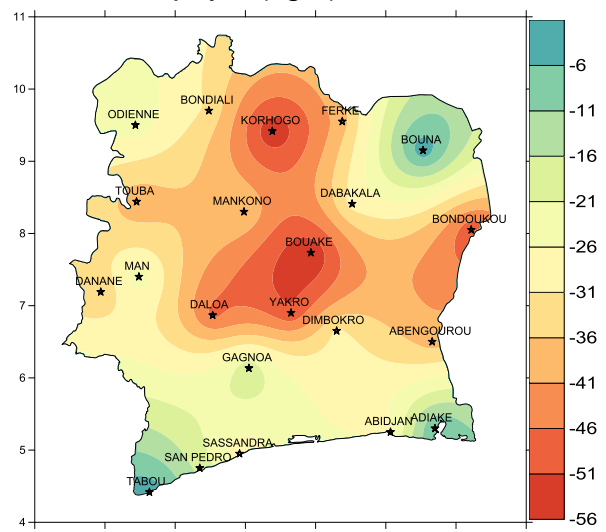 11
10
9
8
7
6
5
4
BONDIALI
ODIENNE
KORHOGO
FERKE
BOUNA
TOUBA
MANKONO
DABAKALA
BONDOUKOU
BOUAKE
MAN
DANANE
DALOA
YAKRO
DIMBOKRO
ABENGOUROU
GAGNOA
ABIDJAN
ADIAKE
SASSANDRA
SAN PEDRO
TABOU
-6
-11
-16
-21
-26
-31
-36
-41
-46
-51
-56